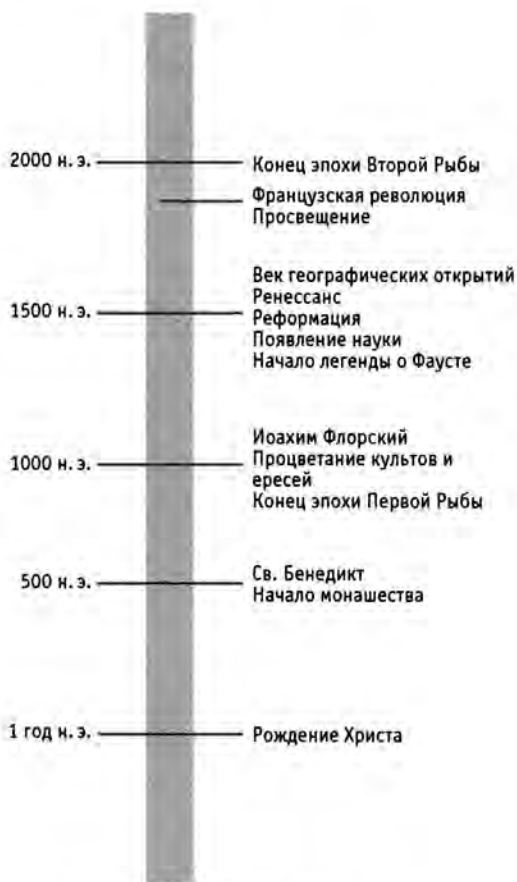 2000 н. э.
Конец эпохи Второй Рыбы
Французская революция
Просвещение
Век географических открытий
Ренессанс
1500 н. э.
Реформация
Появление науки
Начало легенды о Фаусте
Иоахим Флорский
1000 н. э.
Процветание культов и
ересей
Конец эпохи Первой Рыбы
500 н. э.
Св. Бенедикт
Начало монашества
1 год н. э.
Рождение Христа